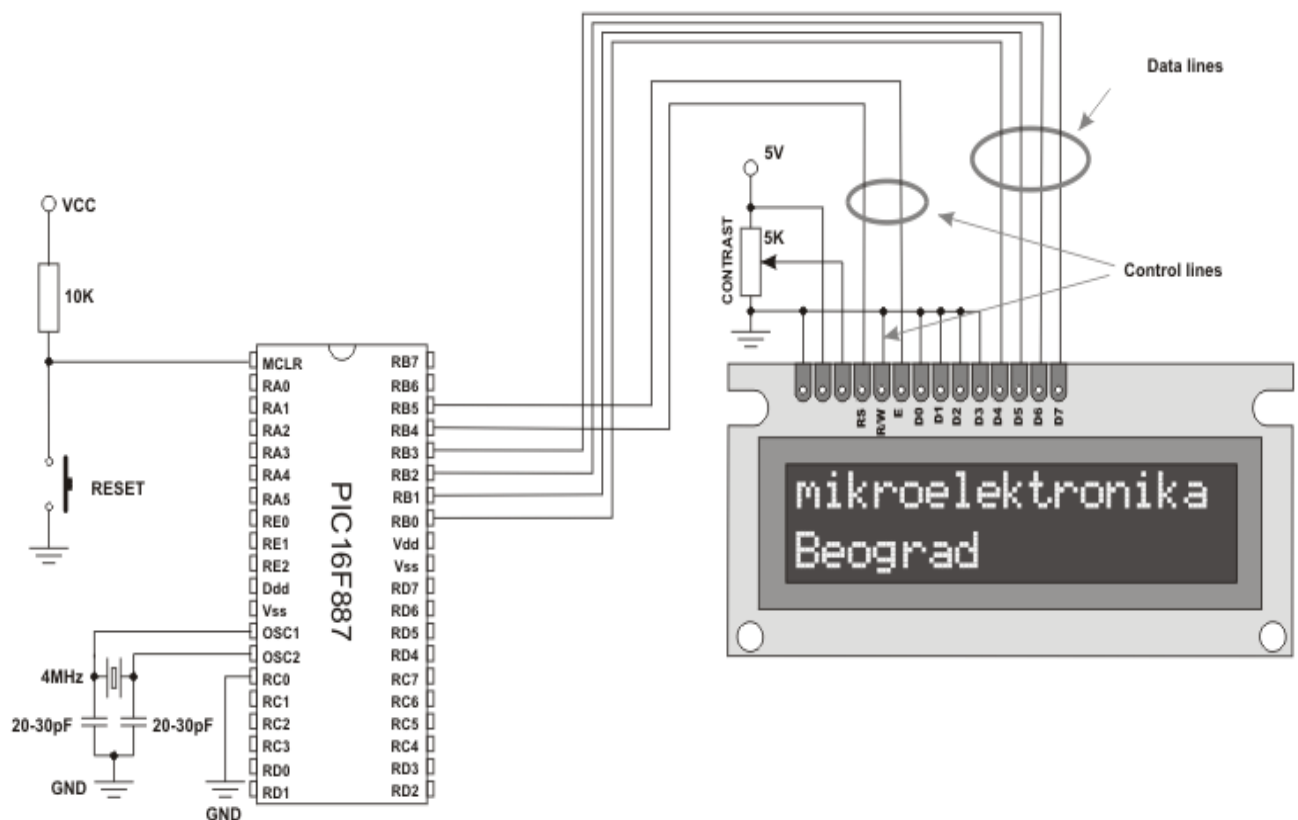 Data lines
5V
VCC
CONTRAST
5K
Control lines
10K
RESET
MCLR
RA0
RA1
RA2
RA3
RA4
RA5
RE0
RE1
RE2
Ddd
Vss
OSC1
OSC2
RC0
RC1
RC2
RC3
RD0
RD1
PIC16F887
RB7
RB6
RB5
RB4
RB3
RB2
RB1
RB0
Vdd
Vss
RD7
RD6
RD5
RD4
RC7
RC6
RC5
RC4
RD3
RD2
RS
R/W
E
D0
D1
D2
D3
D4
D5
D6
D7
mikroelektronika
Beograd
4MHz
20-30pF
20-30pF
GND
GND